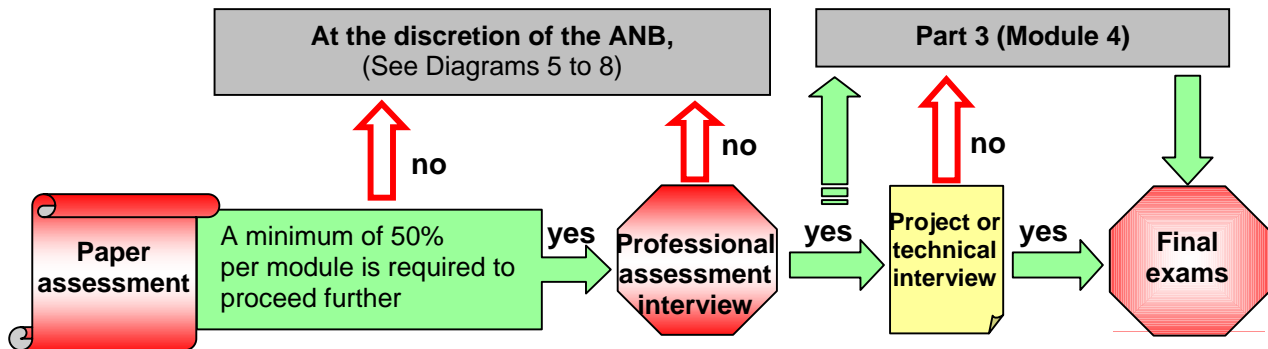 At the discretion of the ANB,
(See Diagrams 5 to 8)
Part 3 (Module 4)
no
no
no
Paper
assessment
A minimum of 50%
per module is required to
proceed further
yes
Professional
assessment
interview
yes
Project or
technical
interview
yes
Final
exams